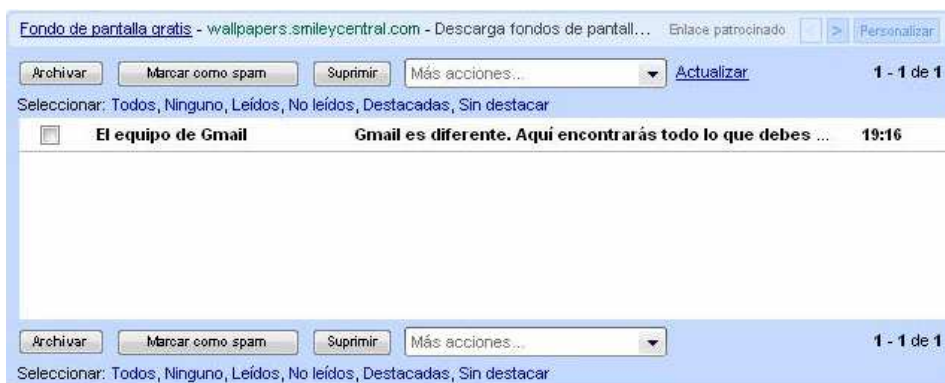 Fondo de pantalla gratis - wallpapers.smileycentral.com - Descarga fondos de pantall... Enlace patrocinado < > Personalizar
Archivar Marcar como spam Suprimir Más acciones... Actualizar 1 - 1 de 1
Seleccionar: Todos, Ninguno, Leídos, No leídos, Destacadas, Sin destacar
El equipo de Gmail Gmail es diferente. Aquí encontrarás todo lo que debes ... 19:16
Archivar Marcar como spam Suprimir Más acciones... 1 - 1 de 1
Seleccionar: Todos, Ninguno, Leídos, No leídos, Destacadas, Sin destacar